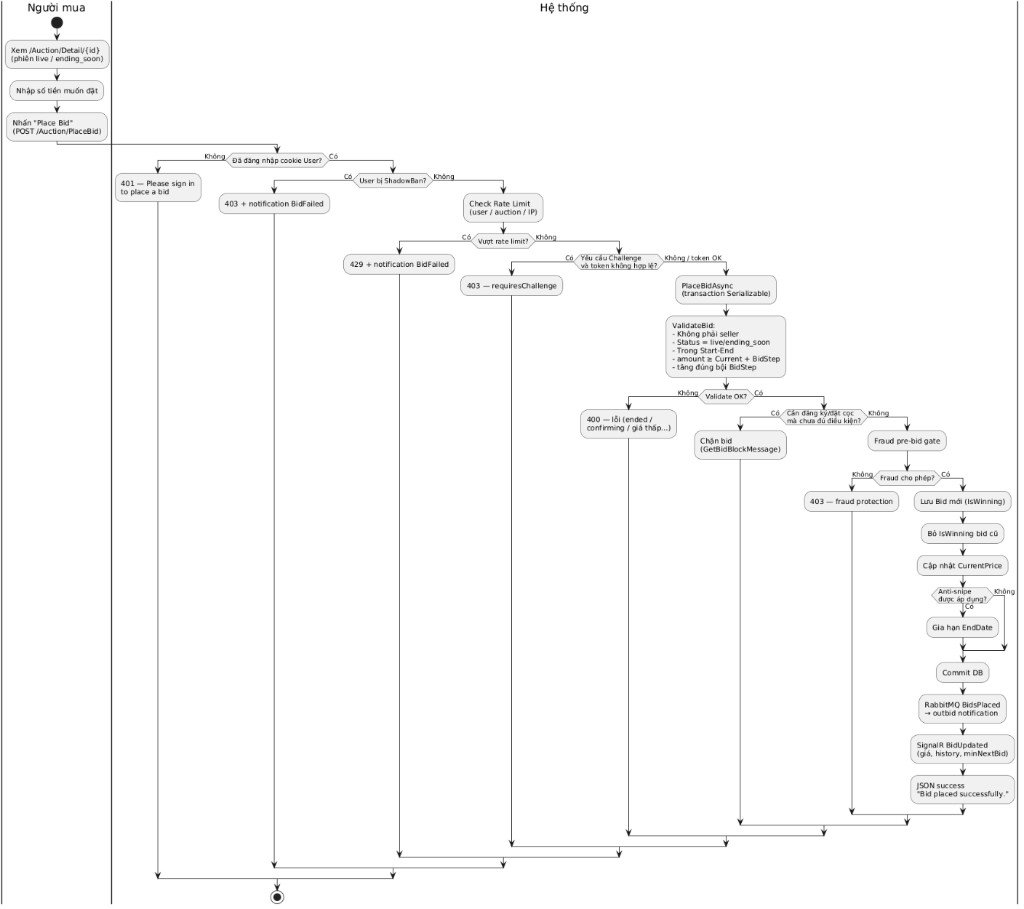 Người mua
Hệ thống
Xem /Auction/Detail/{id}
(phiên live / ending_soon)
Nhập số tiền muốn đặt
Nhấn "Place Bid"
(POST /Auction/PlaceBid)
Không
Đã đăng nhập cookie User?
Có
401 — Please sign in
to place a bid
Có
User bị ShadowBan?
Không
403 + notification BidFailed
Check Rate Limit
(user / auction / IP)
Có
Vượt rate limit?
Không
429 + notification BidFailed
Có
Yêu cầu Challenge
và token không hợp lệ?
Không / token OK
403 — requiresChallenge
PlaceBidAsync
(transaction Serializable)
ValidateBid:
- Không phải seller
- Status = live/ending_soon
- Trong Start-End
- amount ≥ Current + BidStep
- tăng đúng bội BidStep
Không
Validate OK?
Có
400 — lỗi (ended /
confirming / giá thấp...)
Có
Cần đăng ký/đặt cọc
mà chưa đủ điều kiện?
Không
Chặn bid
(GetBidBlockMessage)
Fraud pre-bid gate
Không
Fraud cho phép?
Có
403 — fraud protection
Lưu Bid mới (IsWinning)
Bỏ IsWinning bid cũ
Cập nhật CurrentPrice
Anti-snipe
được áp dụng?
Không
Có
Gia hạn EndDate
Commit DB
RabbitMQ BidsPlaced
→ outbid notification
SignalR BidUpdated
(giá, history, minNextBid)
JSON success
"Bid placed successfully."